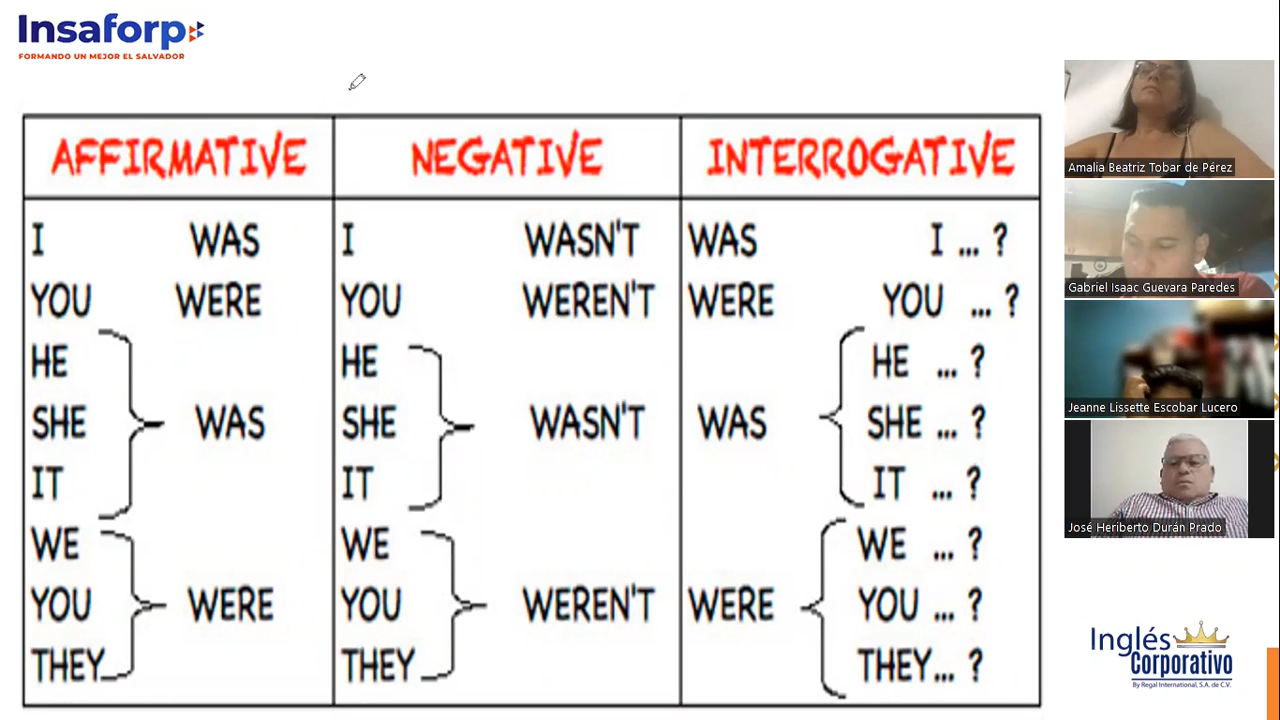 Insaforp
FORMANDO UN MEJOR EL SALVADOR
AFFIRMATIVE NEGATIVE INTERROGATIVE
I WAS I WASN'T WAS I ... ?
YOU WERE YOU WEREN'T WERE YOU ... ?
HE HE HE ... ?
SHE WAS SHE WASN'T WAS SHE ... ?
IT IT IT ... ?
WE WE WE ... ?
YOU WERE YOU WEREN'T WERE YOU ... ?
THEY THEY THEY... ?
Amalia Beatriz Tobar de Pérez
Gabriel Isaac Guevara Paredes
Jeanne Lissette Escobar Lucero
José Heriberto Durán Prado
Inglés
Corporativo
By Regal International, S.A. de C.V.